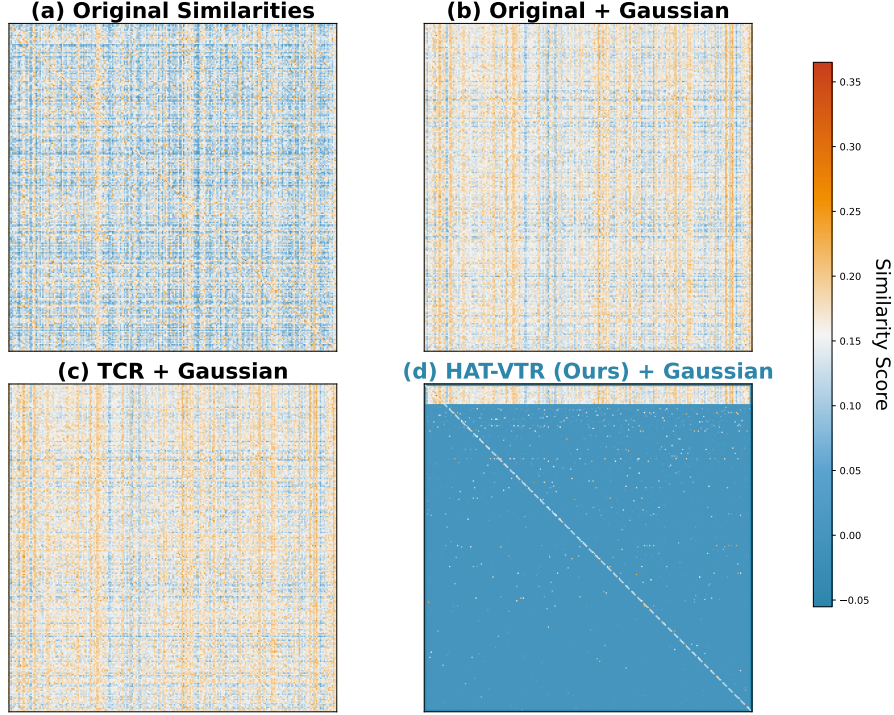 (a) Original Similarities
(b) Original + Gaussian
(c) TCR + Gaussian
(d) HAT-VTR (Ours) + Gaussian
0.35
0.30
0.25
0.20
0.15
0.10
0.05
0.00
−0.05
Similarity Score